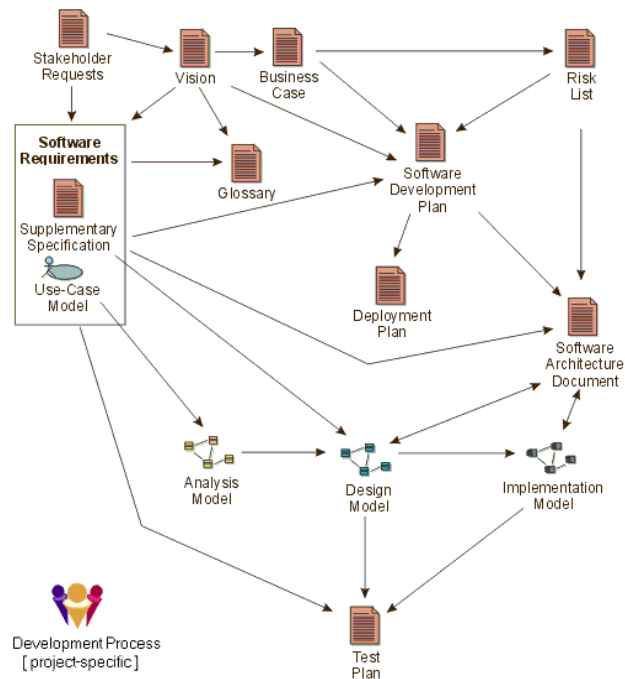 Stakeholder
Requests
Vision
Business
Case
Risk
List
Software
Requirements
Glossary
Software
Development
Plan
Supplementary
Specification
Use-Case
Model
Deployment
Plan
Software
Architecture
Document
Analysis
Model
Design
Model
Implementation
Model
Development Process
[ project-specific ]
Test
Plan